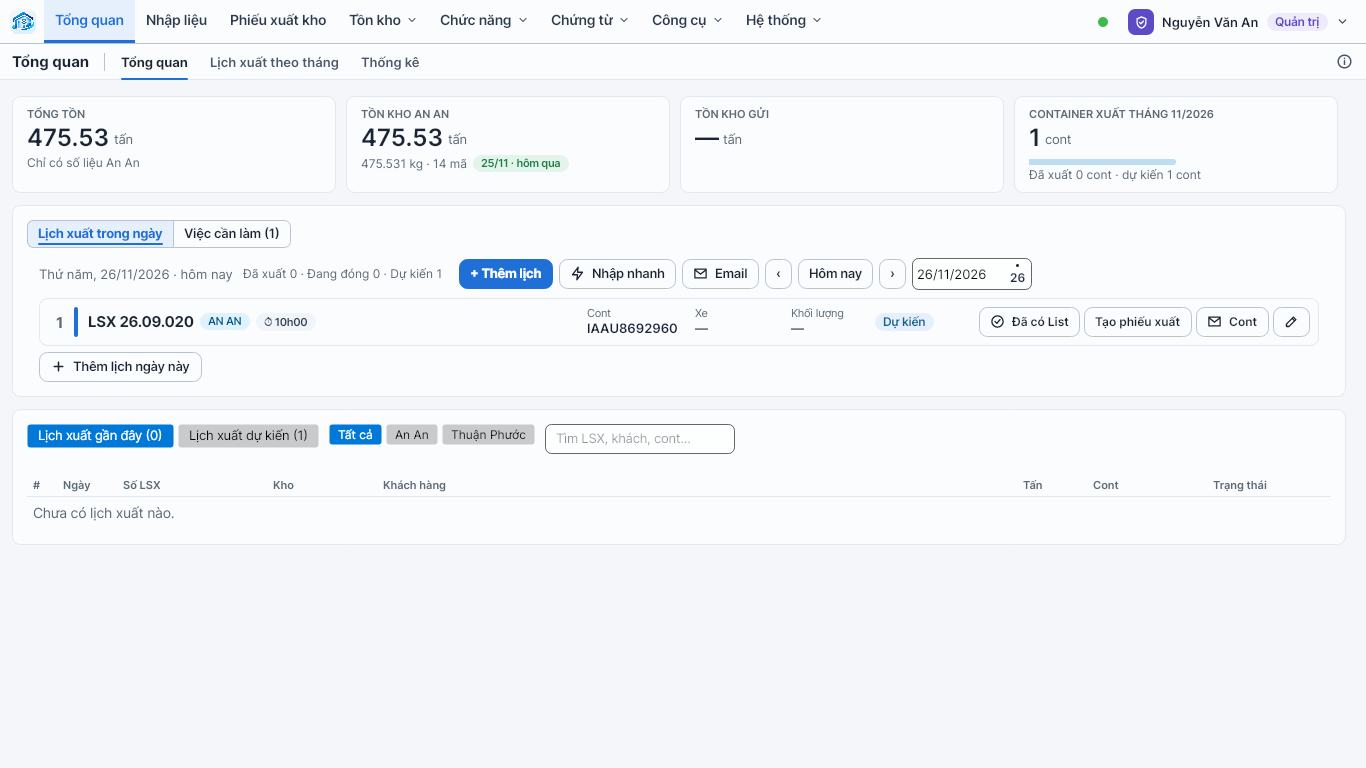 Tổng quan Nhập liệu Phiếu xuất kho Tồn kho Chức năng Chứng từ Công cụ Hệ thống Nguyễn Văn An Quản trị
Tổng quan Tổng quan Lịch xuất theo tháng Thống kê
TỔNG TỒN
475.53 tấn
Chỉ có số liệu An An
TỒN KHO AN AN
475.53 tấn
475.531 kg · 14 mã 25/11 · hôm qua
TỒN KHO GỬI
— tấn
CONTAINER XUẤT THÁNG 11/2026
1 cont
Đã xuất 0 cont · dự kiến 1 cont
Lịch xuất trong ngày Việc cần làm (1)
Thứ năm, 26/11/2026 · hôm nay Đã xuất 0 · Đang đóng 0 · Dự kiến 1 + Thêm lịch Nhập nhanh Email ‹ Hôm nay › 26/11/2026 26
1 LSX 26.09.020 AN AN 10h00 Cont IAAU8692960 Xe — Khối lượng — Dự kiến Đã có List Tạo phiếu xuất Cont
+ Thêm lịch ngày này
Lịch xuất gần đây (0) Lịch xuất dự kiến (1) Tất cả An An Thuận Phước Tìm LSX, khách, cont...
# Ngày Số LSX Kho Khách hàng Tấn Cont Trạng thái
Chưa có lịch xuất nào.